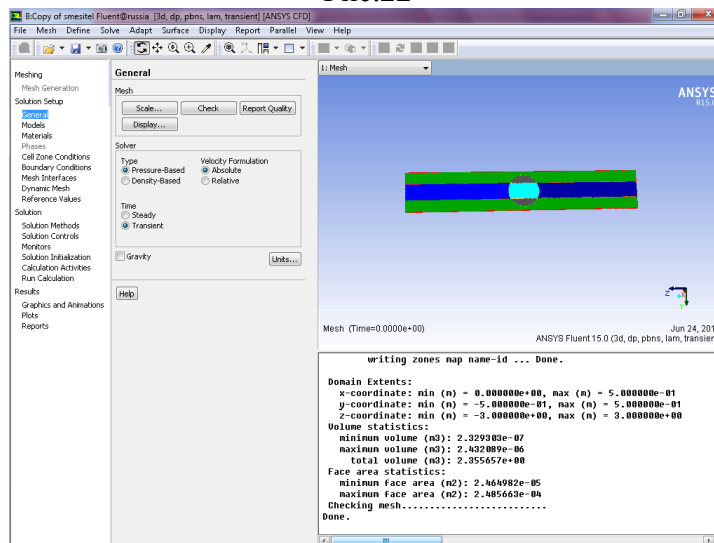 B:Copy of smesitel Fluent@russia [3d, dp, pbns, lam, transient] [ANSYS CFD]
File Mesh Define Solve Adapt Surface Display Report Parallel View Help
Meshing
Mesh Generation
Solution Setup
General
Models
Materials
Phases
Cell Zone Conditions
Boundary Conditions
Mesh Interfaces
Dynamic Mesh
Reference Values
Solution
Solution Methods
Solution Controls
Monitors
Solution Initialization
Calculation Activities
Run Calculation
Results
Graphics and Animations
Plots
Reports
General
Mesh
Scale... Check Report Quality
Display...
Solver
Type Velocity Formulation
Pressure-Based Absolute
Density-Based Relative
Time
Steady
Transient
Gravity Units...
Help
1: Mesh
ANSYS
R15.0
Z
Y
Mesh (Time=0.0000e+00) Jun 24, 201
ANSYS Fluent 15.0 (3d, dp, pbns, lam, transien
writing zones map name-id ... Done.
Domain Extents:
x-coordinate: min (m) = 0.000000e+00, max (m) = 5.000000e-01
y-coordinate: min (m) = -5.000000e-01, max (m) = 5.000000e-01
z-coordinate: min (m) = -3.000000e+00, max (m) = 3.000000e+00
Volume statistics:
minimum volume (m3): 2.329303e-07
maximum volume (m3): 2.432089e-06
total volume (m3): 2.355657e+00
Face area statistics:
minimum face area (m2): 2.464982e-05
maximum face area (m2): 2.485663e-04
Checking mesh..........................
Done.